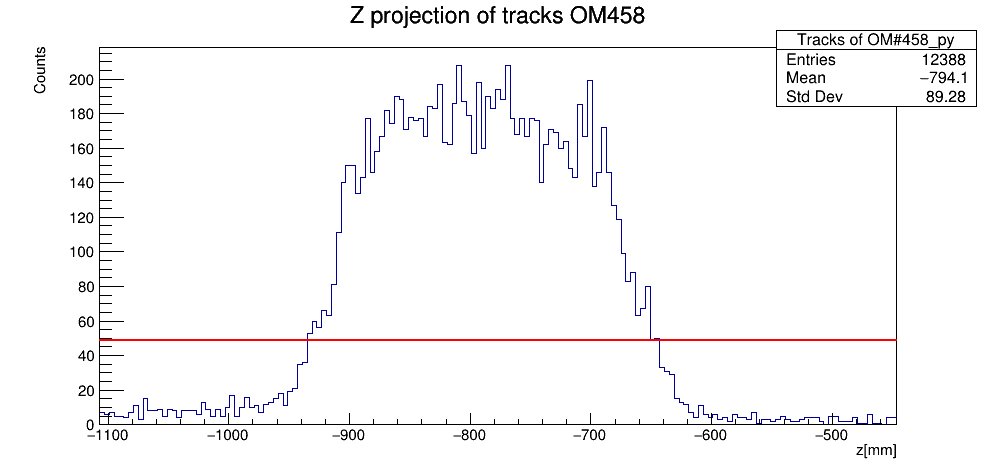 Z projection of tracks OM458
Counts
Tracks of OM#458_py
Entries 12388
Mean −794.1
Std Dev 89.28
200
180
160
140
120
100
80
60
40
20
0
−1100 −1000 −900 −800 −700 −600 −500
z[mm]